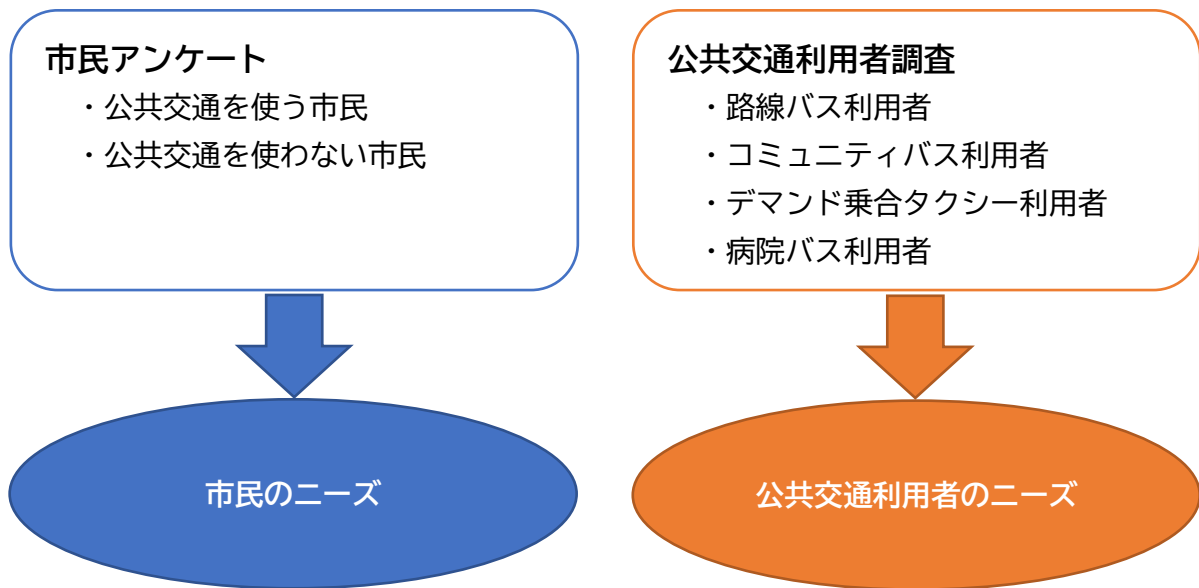 市民アンケート
・公共交通を使う市民
・公共交通を使わない市民
市民のニーズ
公共交通利用者調査
・路線バス利用者
・コミュニティバス利用者
・デマンド乗合タクシー利用者
・病院バス利用者
公共交通利用者のニーズ